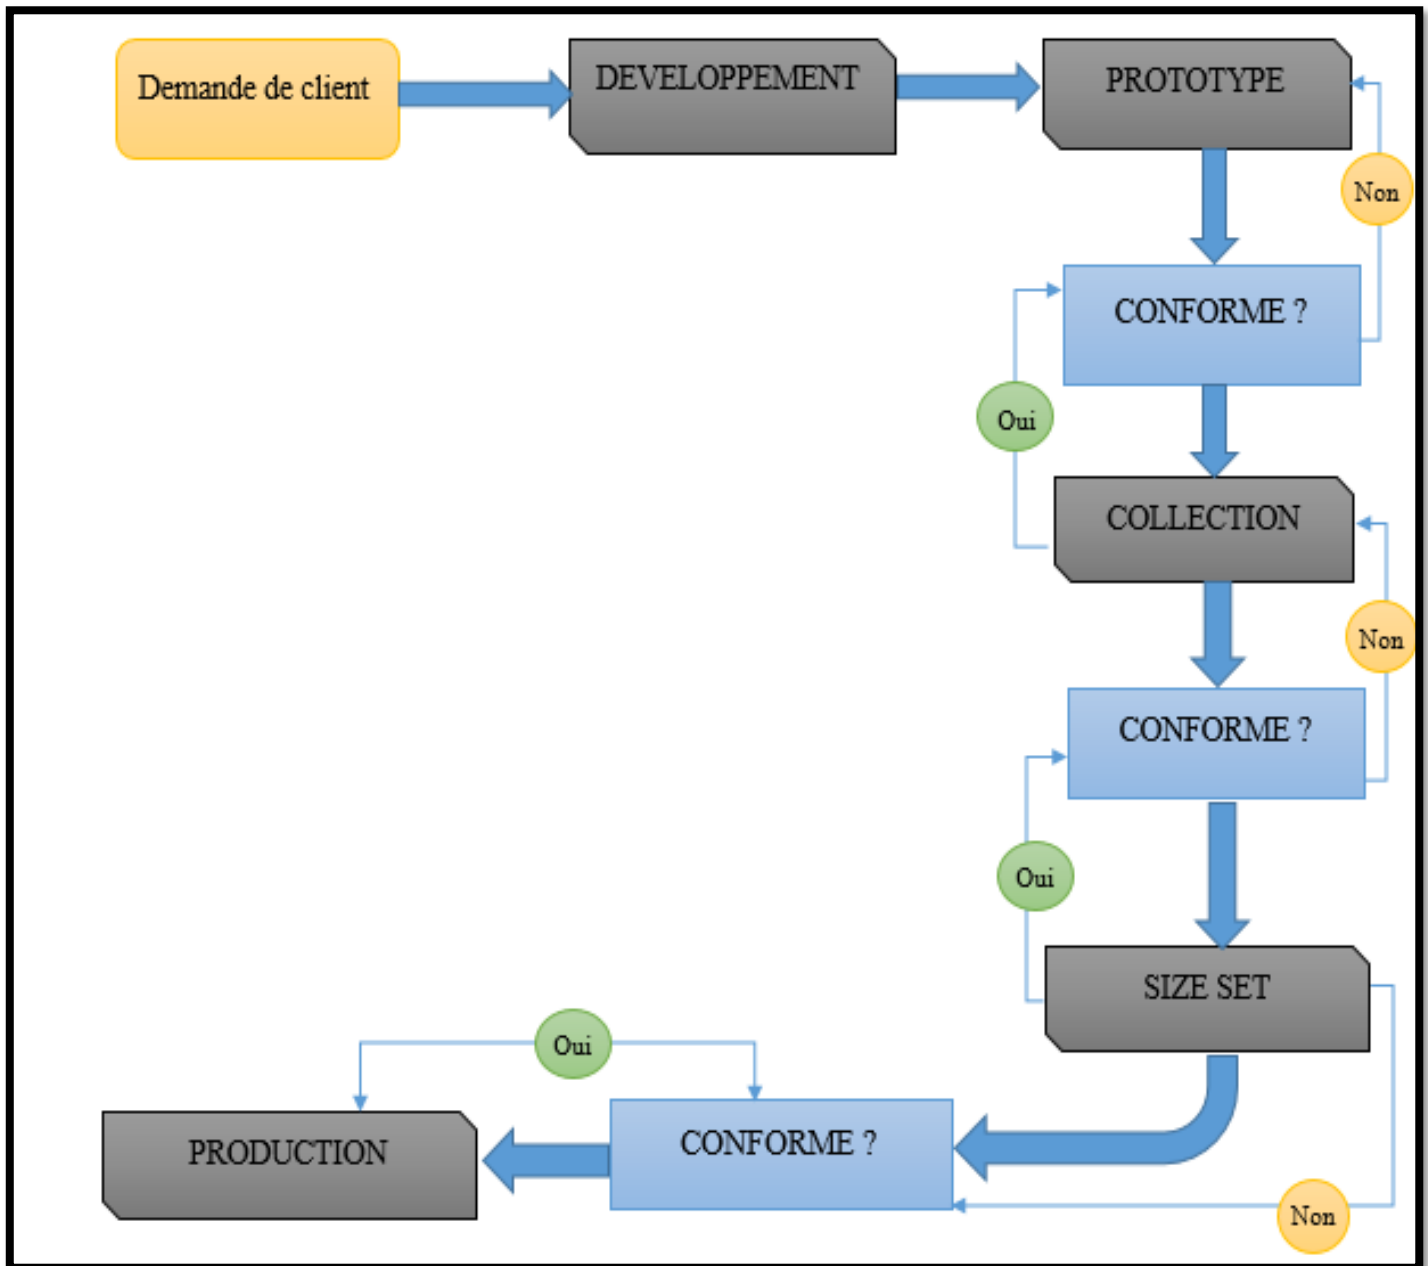 Demande de client
DEVELOPPEMENT
PROTOTYPE
Non
CONFORME ?
Oui
COLLECTION
Non
CONFORME ?
Oui
SIZE SET
Oui
PRODUCTION
CONFORME ?
Non